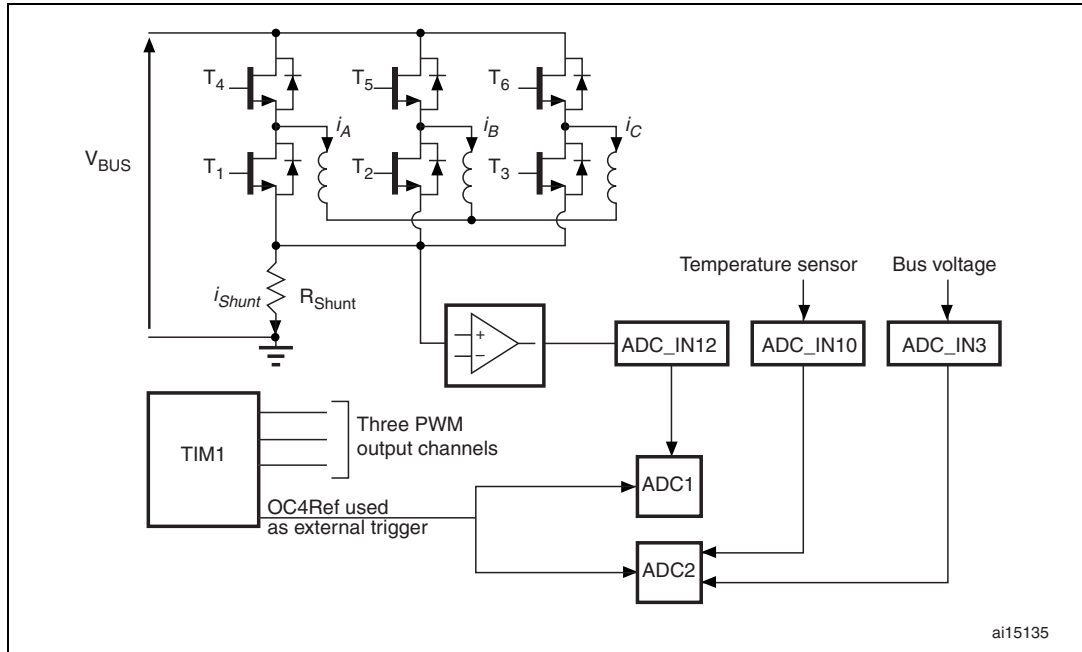 T4
T5
T6
iA
iB
iC
VBUS
T1
T2
T3
Temperature sensor
Bus voltage
iShunt
RShunt
+
−
ADC_IN12
ADC_IN10
ADC_IN3
TIM1
Three PWM
output channels
ADC1
OC4Ref used
as external trigger
ADC2
ai15135